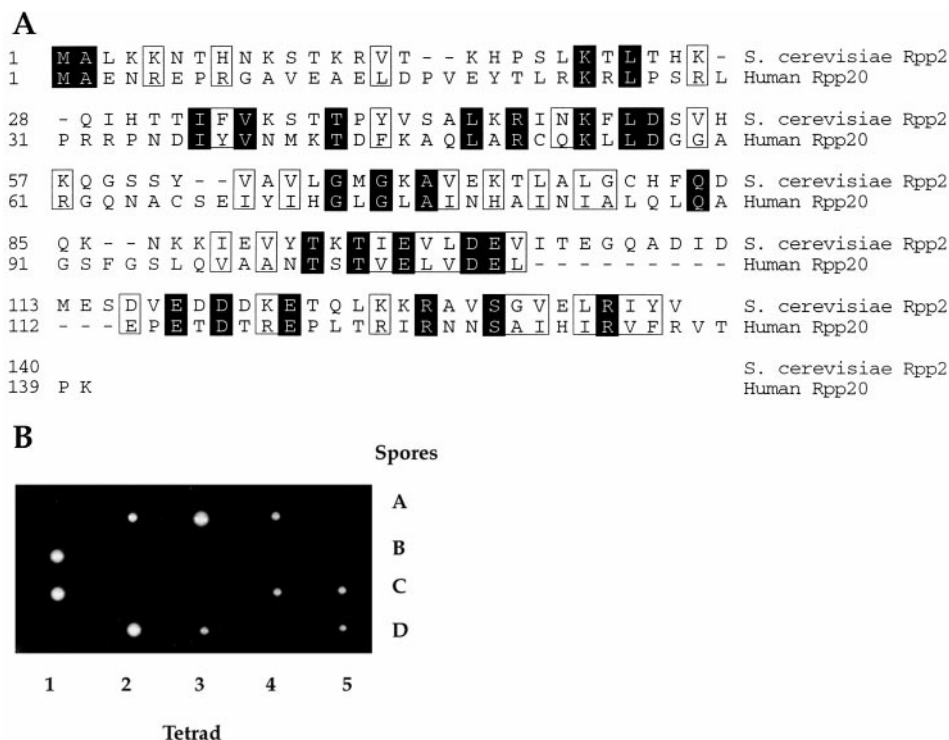 A
1 M A L K K N T H N K S T K R V T - - K H P S L K T L T H K - S. cerevisiae Rpp2
1 M A E N R E P R G A V E A E L D P V E Y T L R K R L P S R L Human Rpp20
28 - Q I H T T I F V K S T T P Y V S A L K R I N K F L D S V H S. cerevisiae Rpp2
31 P R R P N D I Y V N M K T D F K A Q L A R C Q K L L D G G A Human Rpp20
57 K Q G S S Y - - V A V L G M G K A V E K T L A L G C H F Q D S. cerevisiae Rpp2
61 R G Q N A C S E I Y I H G L G L A I N H A I N I A L Q L Q A Human Rpp20
85 Q K - - N K K I E V Y T K T I E V L D E V I T E G Q A D I D S. cerevisiae Rpp2
91 G S F G S L Q V A A N T S T V E L V D E L - - - - - - - - - Human Rpp20
113 M E S D V E D D D K E T Q L K K R A V S G V E L R I Y V S. cerevisiae Rpp2
112 - - - E P E T D T R E P L T R I R N N S A I H I R V F R V T Human Rpp20
140 S. cerevisiae Rpp2
139 P K Human Rpp20
B
Spores
A
B
C
D
1 2 3 4 5
Tetrad